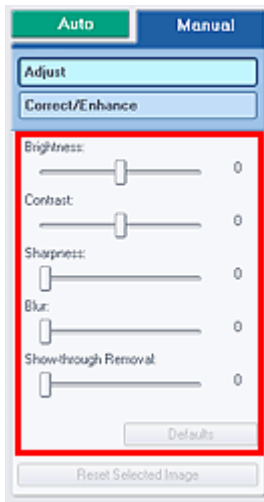 Auto Manual
Adjust
Correct/Enhance
Brightness:
0
Contrast:
0
Sharpness:
0
Blur:
0
Show-through Removal:
0
Defaults
Reset Selected Image